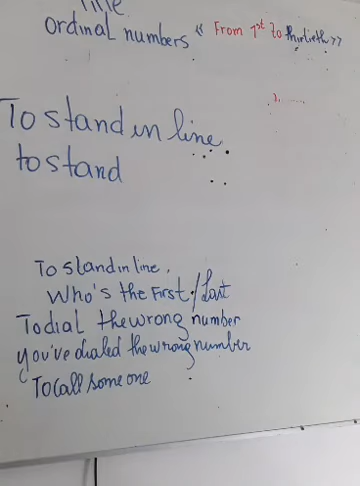 Title
ordinal numbers « From 1st to thirtieth »
To stand in line
to stand
To stand in line.
Who's the First / Last
To dial the wrong number
you've dialed the wrong number
To call some one